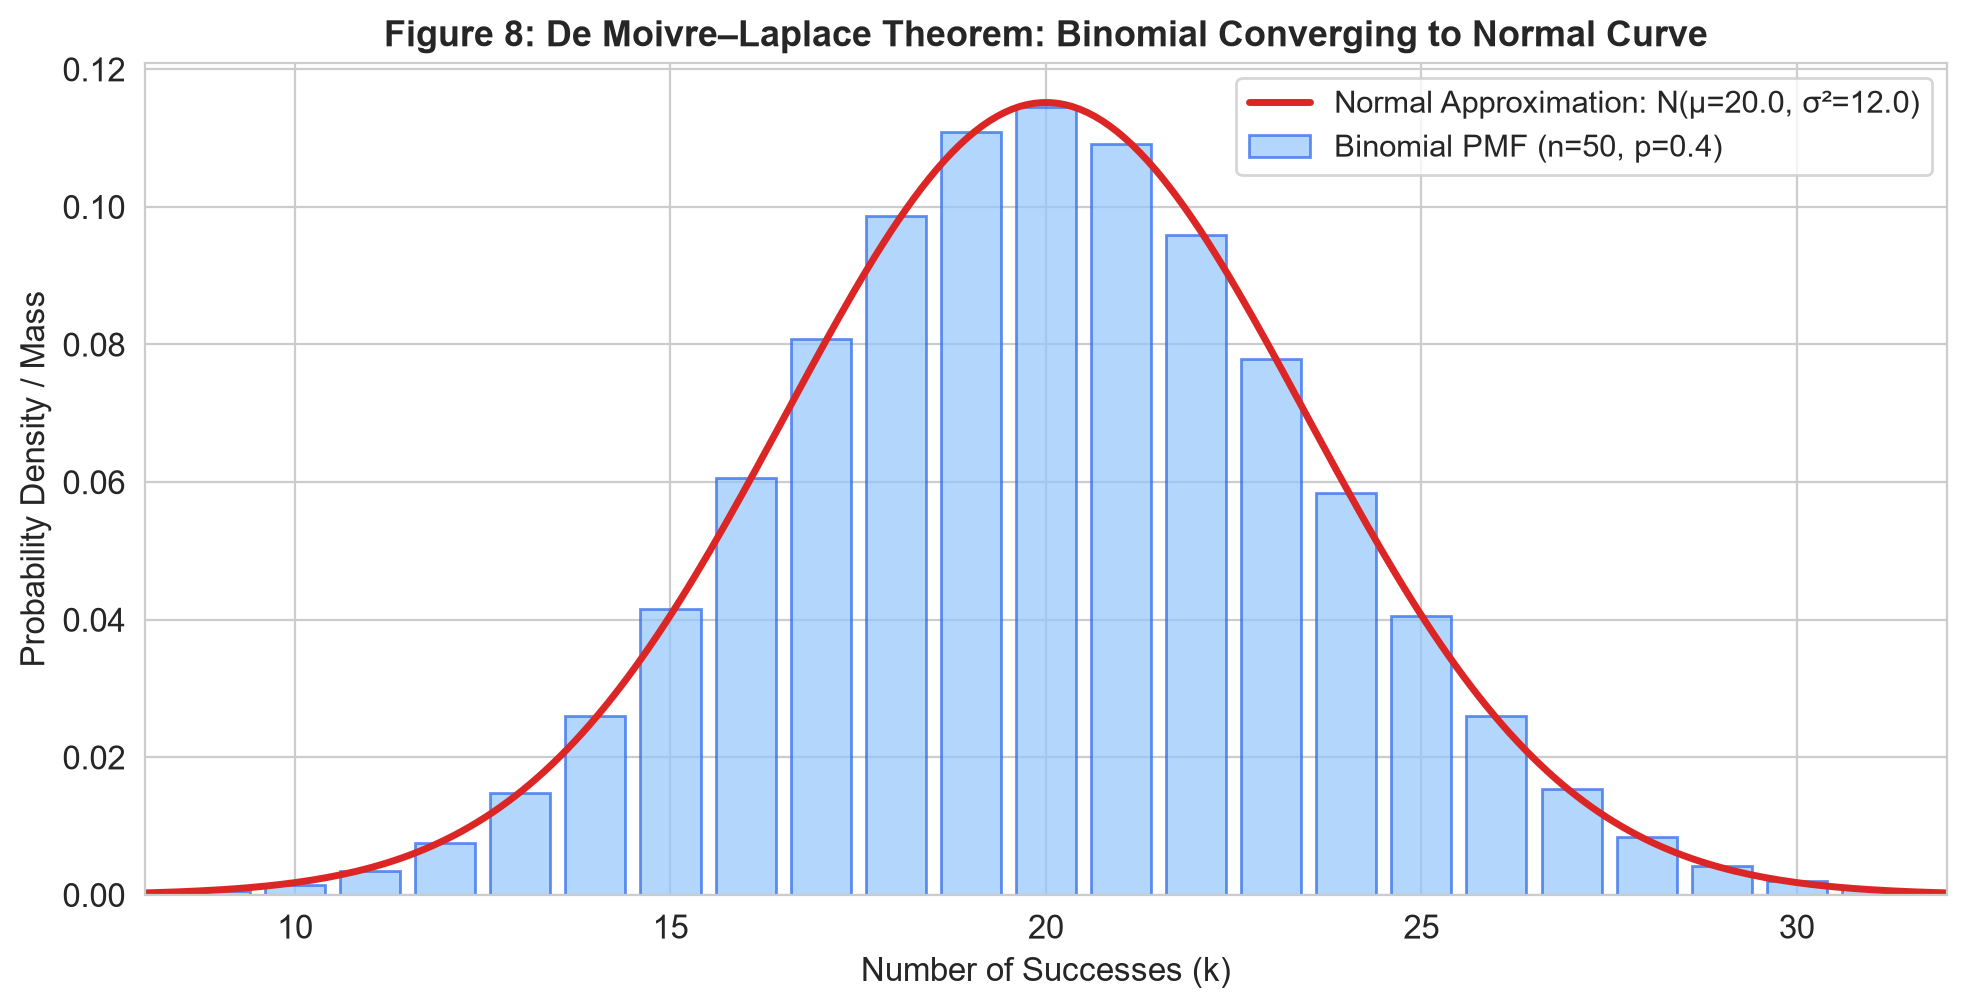 Figure 8: De Moivre–Laplace Theorem: Binomial Converging to Normal Curve
Normal Approximation: N(μ=20.0, σ²=12.0)
Binomial PMF (n=50, p=0.4)
Probability Density / Mass
0.12
0.10
0.08
0.06
0.04
0.02
0.00
10 15 20 25 30
Number of Successes (k)